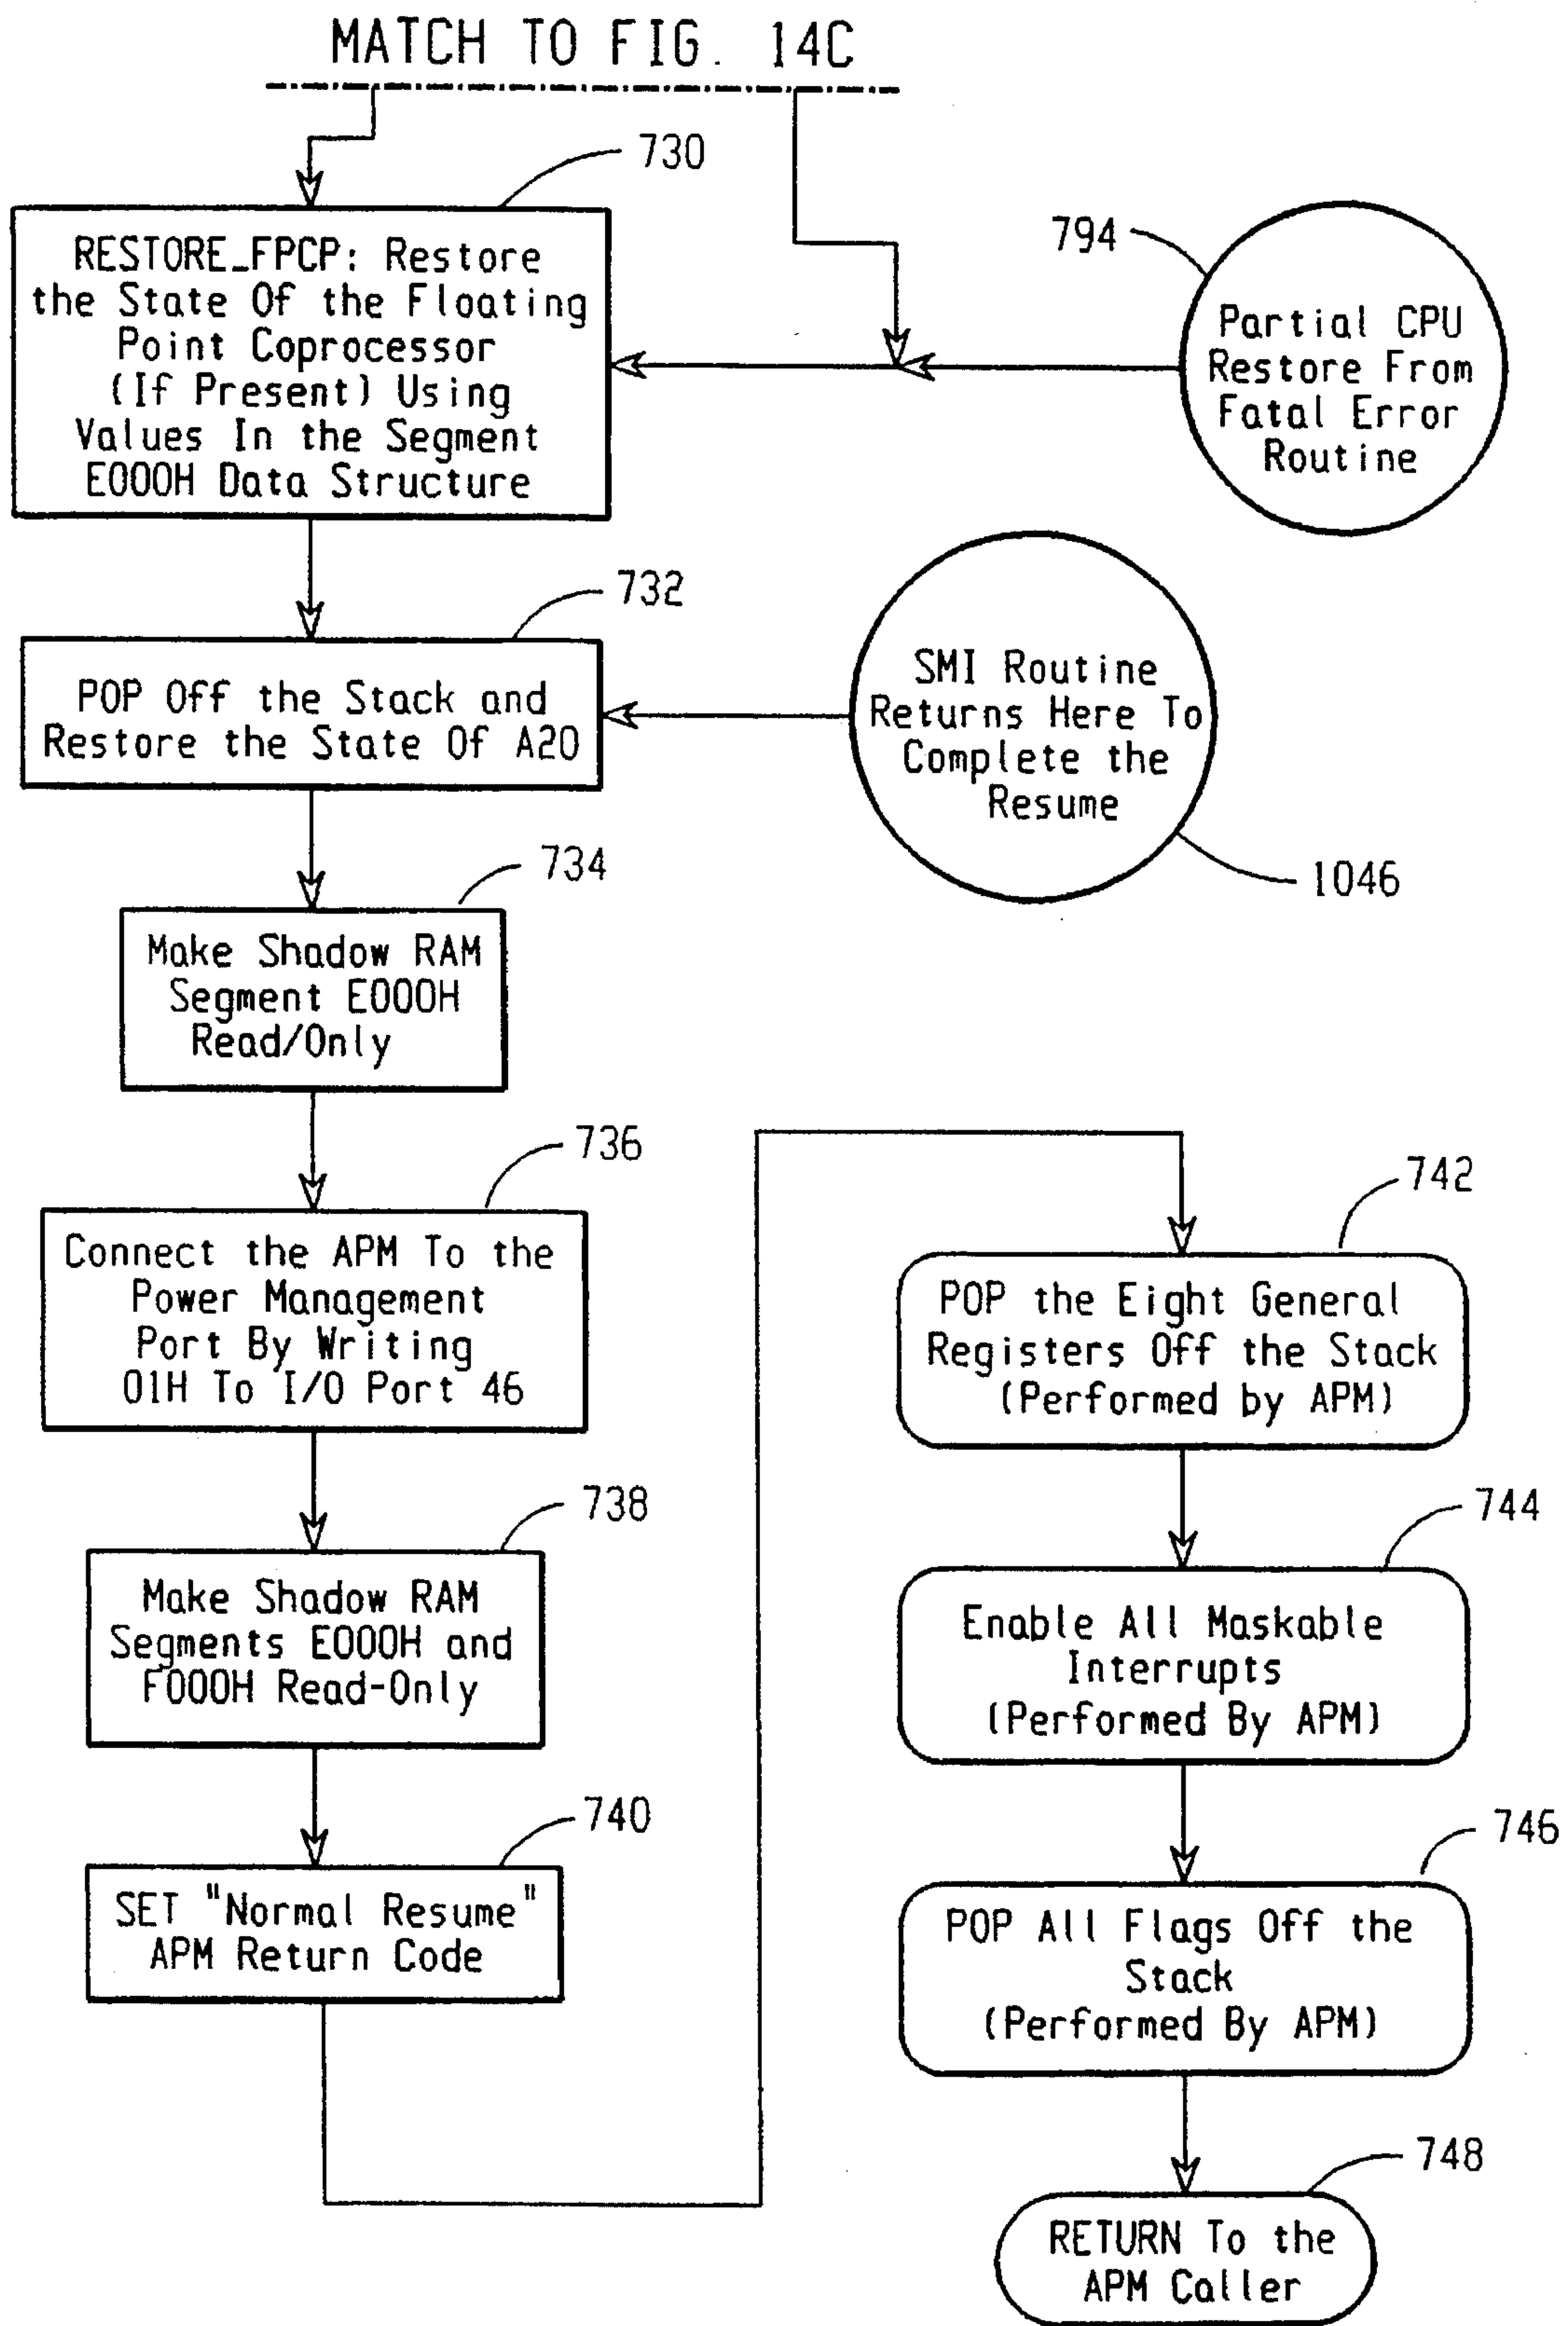 MATCH TO FIG. 14C
730
RESTORE_FPCP: Restore
the State Of the Floating
Point Coprocessor
(If Present) Using
Values In the Segment
E000H Data Structure
794
Partial CPU
Restore From
Fatal Error
Routine
732
POP Off the Stack and
Restore the State Of A20
SMI Routine
Returns Here To
Complete the
Resume
1046
734
Make Shadow RAM
Segment E000H
Read/Only
736
Connect the APM To the
Power Management
Port By Writing
01H To I/O Port 46
738
Make Shadow RAM
Segments E000H and
F000H Read-Only
740
SET "Normal Resume"
APM Return Code
742
POP the Eight General
Registers Off the Stack
(Performed by APM)
744
Enable All Maskable
Interrupts
(Performed By APM)
746
POP All Flags Off the
Stack
(Performed By APM)
748
RETURN To the
APM Caller